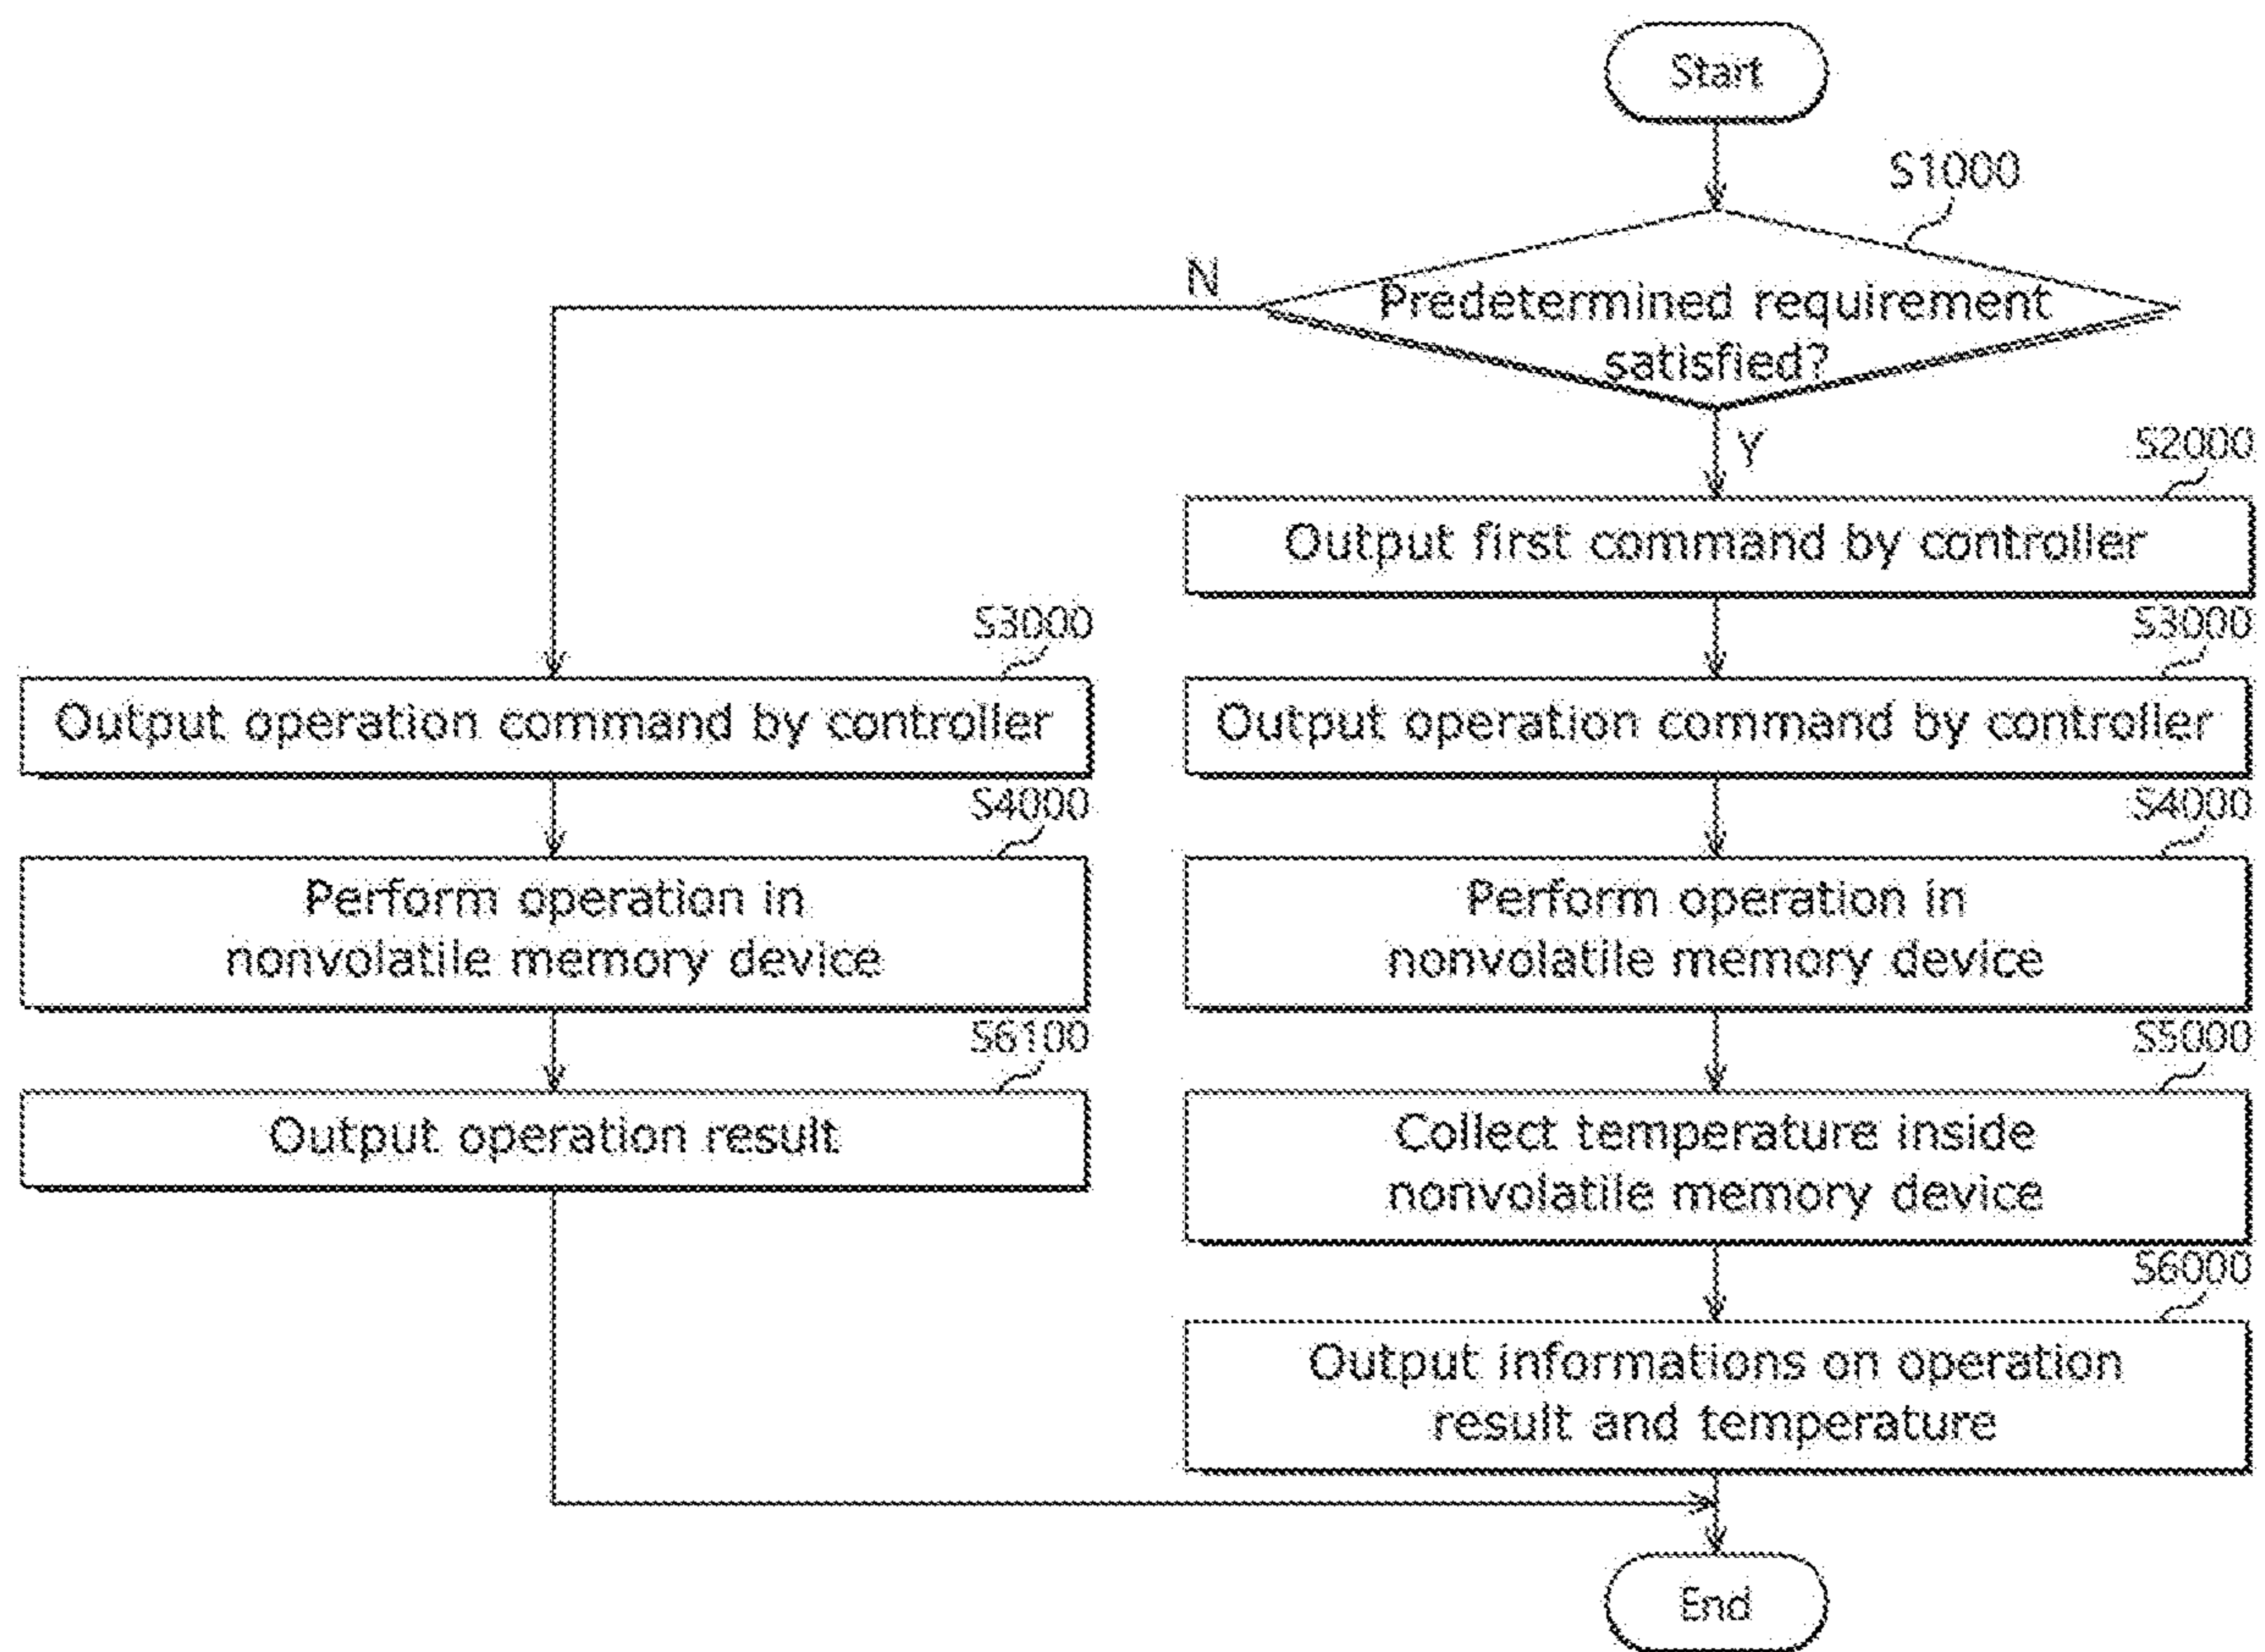 Start
S1000
Predetermined requirement
satisfied?
N
Y
S2000
Output first command by controller
S3000
Output operation command by controller
S3000
Output operation command by controller
S4000
Perform operation in
nonvolatile memory device
S4000
Perform operation in
nonvolatile memory device
S6100
Output operation result
S5000
Collect temperature inside
nonvolatile memory device
S6000
Output informations on operation
result and temperature
End